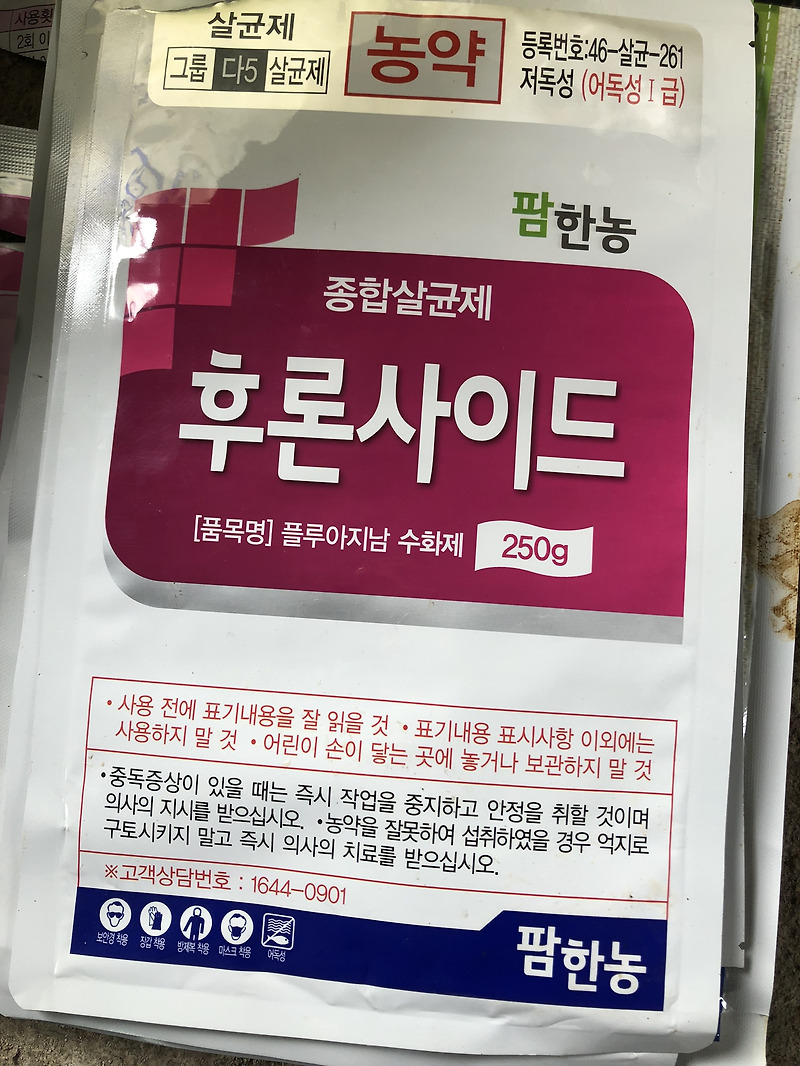 사용횟
2회 이
살균제
그룹 다5 살균제
농약
등록번호:46-살균-261
저독성 (어독성Ⅰ급)
팜한농
종합살균제
후론사이드
[품목명] 플루아지남 수화제 250g
• 사용 전에 표기내용을 잘 읽을 것 • 표기내용 표시사항 이외에는
사용하지 말 것 • 어린이 손이 닿는 곳에 놓거나 보관하지 말 것
•중독증상이 있을 때는 즉시 작업을 중지하고 안정을 취할 것이며
의사의 지시를 받으십시오. •농약을 잘못하여 섭취하였을 경우 억지로
구토시키지 말고 즉시 의사의 치료를 받으십시오.
※고객상담번호 : 1644-0901
보안경 착용 장갑 착용 방제복 착용 마스크 착용 어독성
팜한농